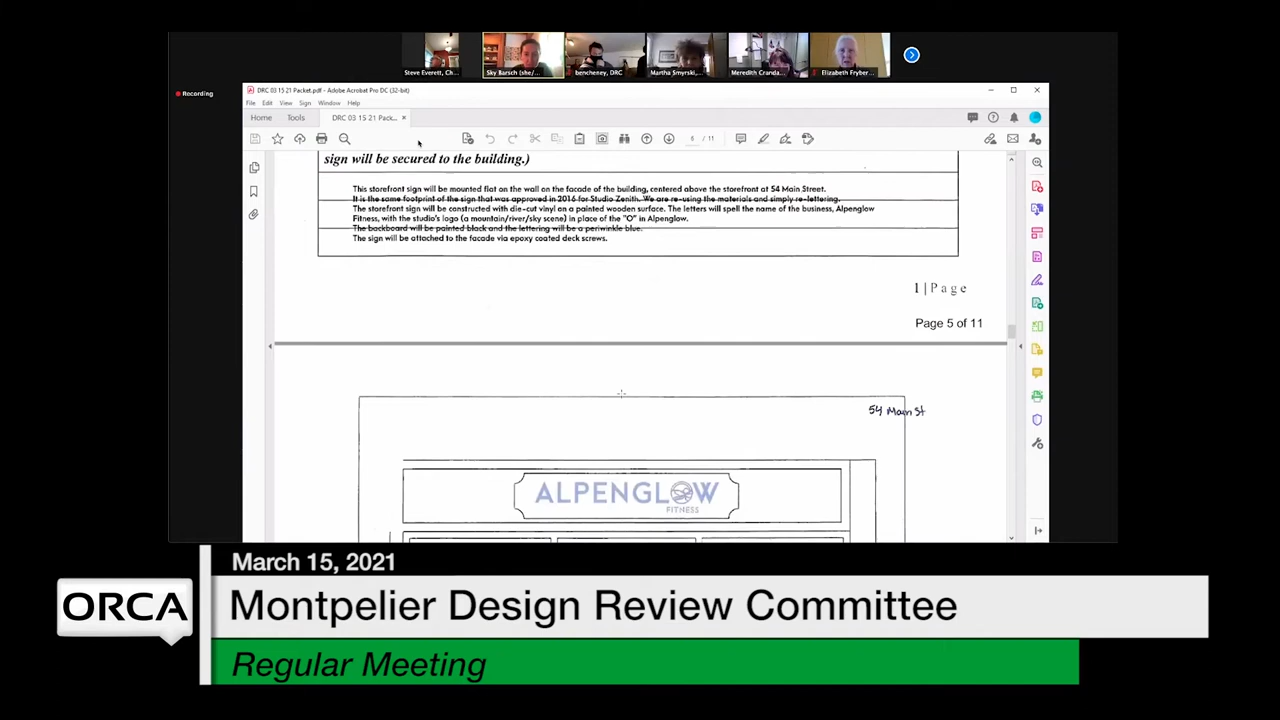 Steve Everett, Ch...
Sky Barsch (she/...
bencheney, DRC
Martha Smyrski,...
Meredith Cranda...
Elizabeth Fryber...
Recording
DRC 03 15 21 Packet.pdf - Adobe Acrobat Pro DC (32-bit)
File Edit View Sign Window Help
Home Tools DRC 03 15 21 Pack... ×
6 / 11
sign will be secured to the building.)
This storefront sign will be mounted flat on the wall on the facade of the building, centered above the storefront at 54 Main Street.
It is the same footprint of the sign that was approved in 2016 for Studio Zenith. We are re-using the materials and simply re-lettering.
The storefront sign will be constructed with die-cut vinyl on a painted wooden surface. The letters will spell the name of the business, Alpenglow
Fitness, with the studio's logo (a mountain/river/sky scene) in place of the "O" in Alpenglow.
The backboard will be painted black and the lettering will be a periwinkle blue.
The sign will be attached to the facade via epoxy coated deck screws.
1 | Page
Page 5 of 11
54 Main St
ALPENGLOW
FITNESS
March 15, 2021
ORCA
Montpelier Design Review Committee
Regular Meeting